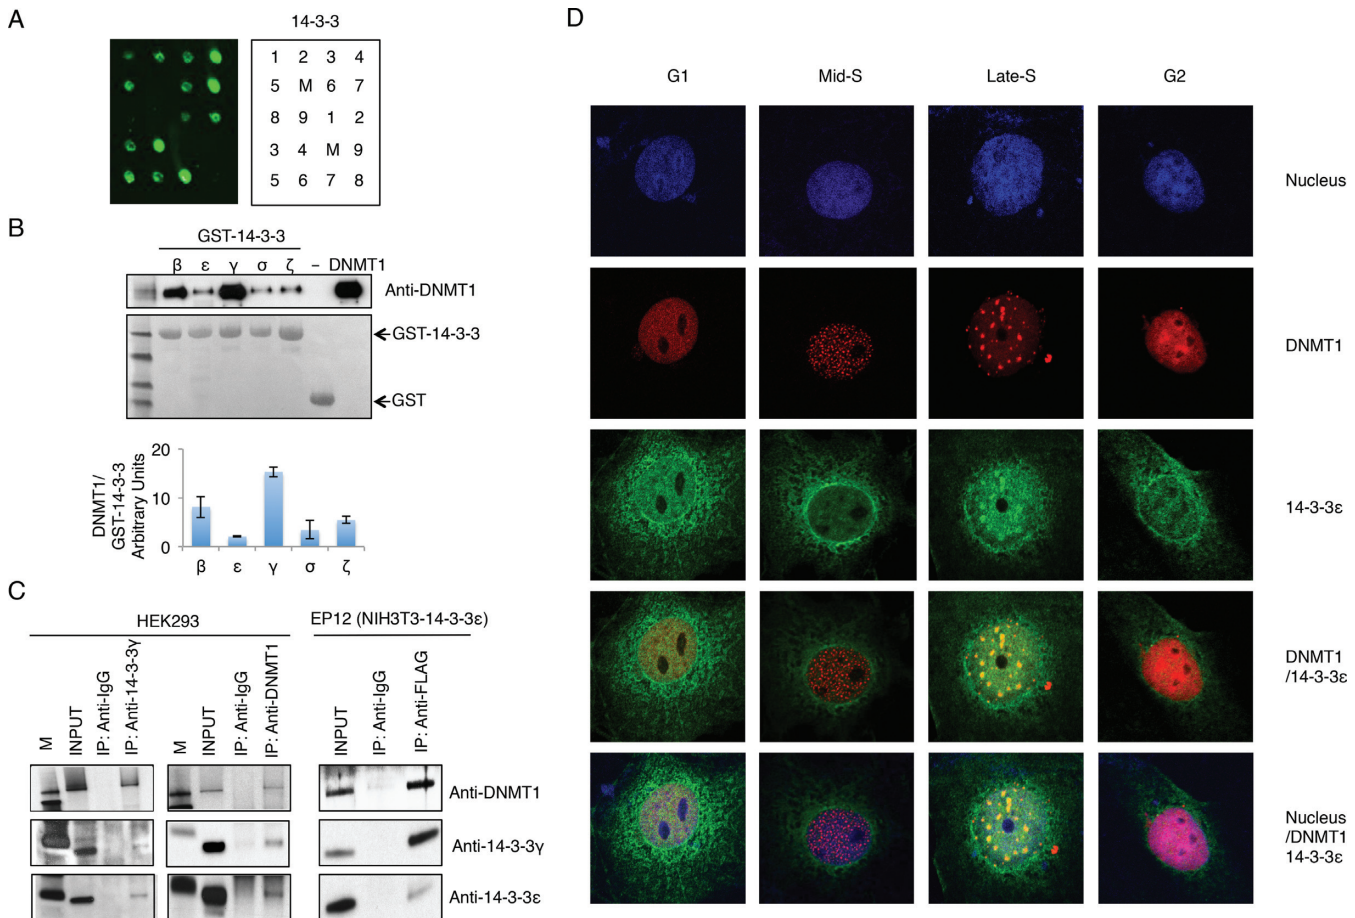 A
14-3-3
1 2 3 4
5 M 6 7
8 9 1 2
3 4 M 9
5 6 7 8
B
GST-14-3-3
β ε γ σ ζ – DNMT1
Anti-DNMT1
GST-14-3-3
GST
DNMT1/
GST-14-3-3
Arbitrary Units
20
10
0
β ε γ σ ζ
C
HEK293
EP12 (NIH3T3-14-3-3ε)
M
INPUT
IP: Anti-IgG
IP: Anti-14-3-3γ
M
INPUT
IP: Anti-IgG
IP: Anti-DNMT1
INPUT
IP: Anti-IgG
IP: Anti-FLAG
Anti-DNMT1
Anti-14-3-3γ
Anti-14-3-3ε
D
G1 Mid-S Late-S G2
Nucleus
DNMT1
14-3-3ε
DNMT1
/14-3-3ε
Nucleus
/DNMT1
14-3-3ε